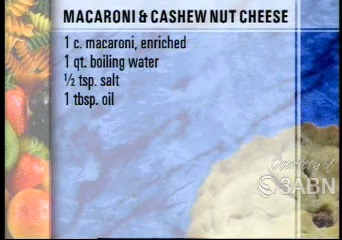 MACARONI & CASHEW NUT CHEESE
1 c. macaroni, enriched
1 qt. boiling water
½ tsp. salt
1 tbsp. oil
Courtesy of
3ABN